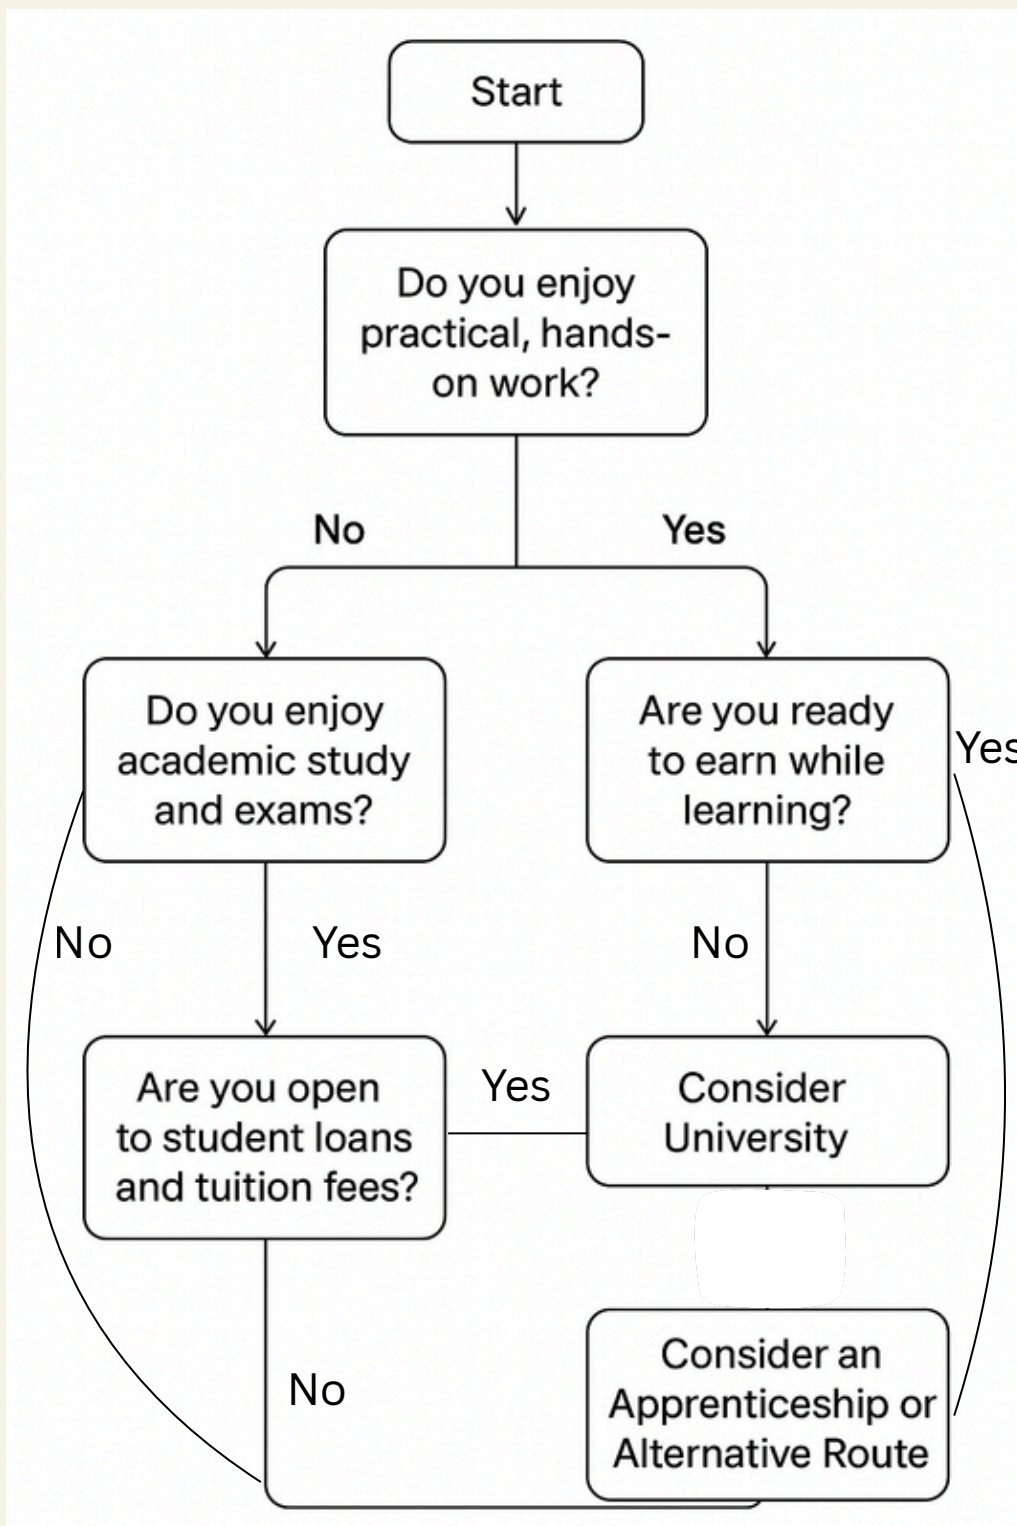 Start
Do you enjoy
practical, hands-
on work?
No
Yes
Do you enjoy
academic study
and exams?
Are you ready
to earn while
learning?
Yes
No
Yes
No
Are you open
to student loans
and tuition fees?
Yes
Consider
University
No
Consider an
Apprenticeship or
Alternative Route